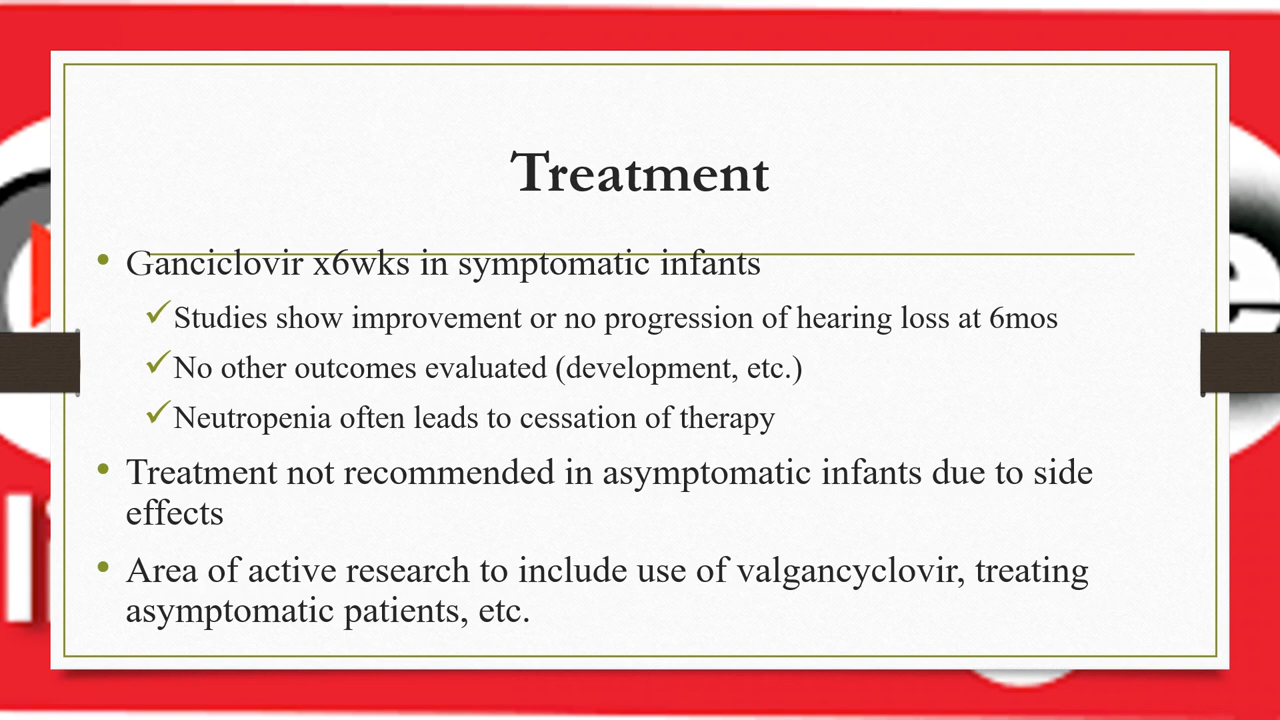 Treatment
• Ganciclovir x6wks in symptomatic infants
✓Studies show improvement or no progression of hearing loss at 6mos
✓No other outcomes evaluated (development, etc.)
✓Neutropenia often leads to cessation of therapy
• Treatment not recommended in asymptomatic infants due to side
effects
• Area of active research to include use of valgancyclovir, treating
asymptomatic patients, etc.